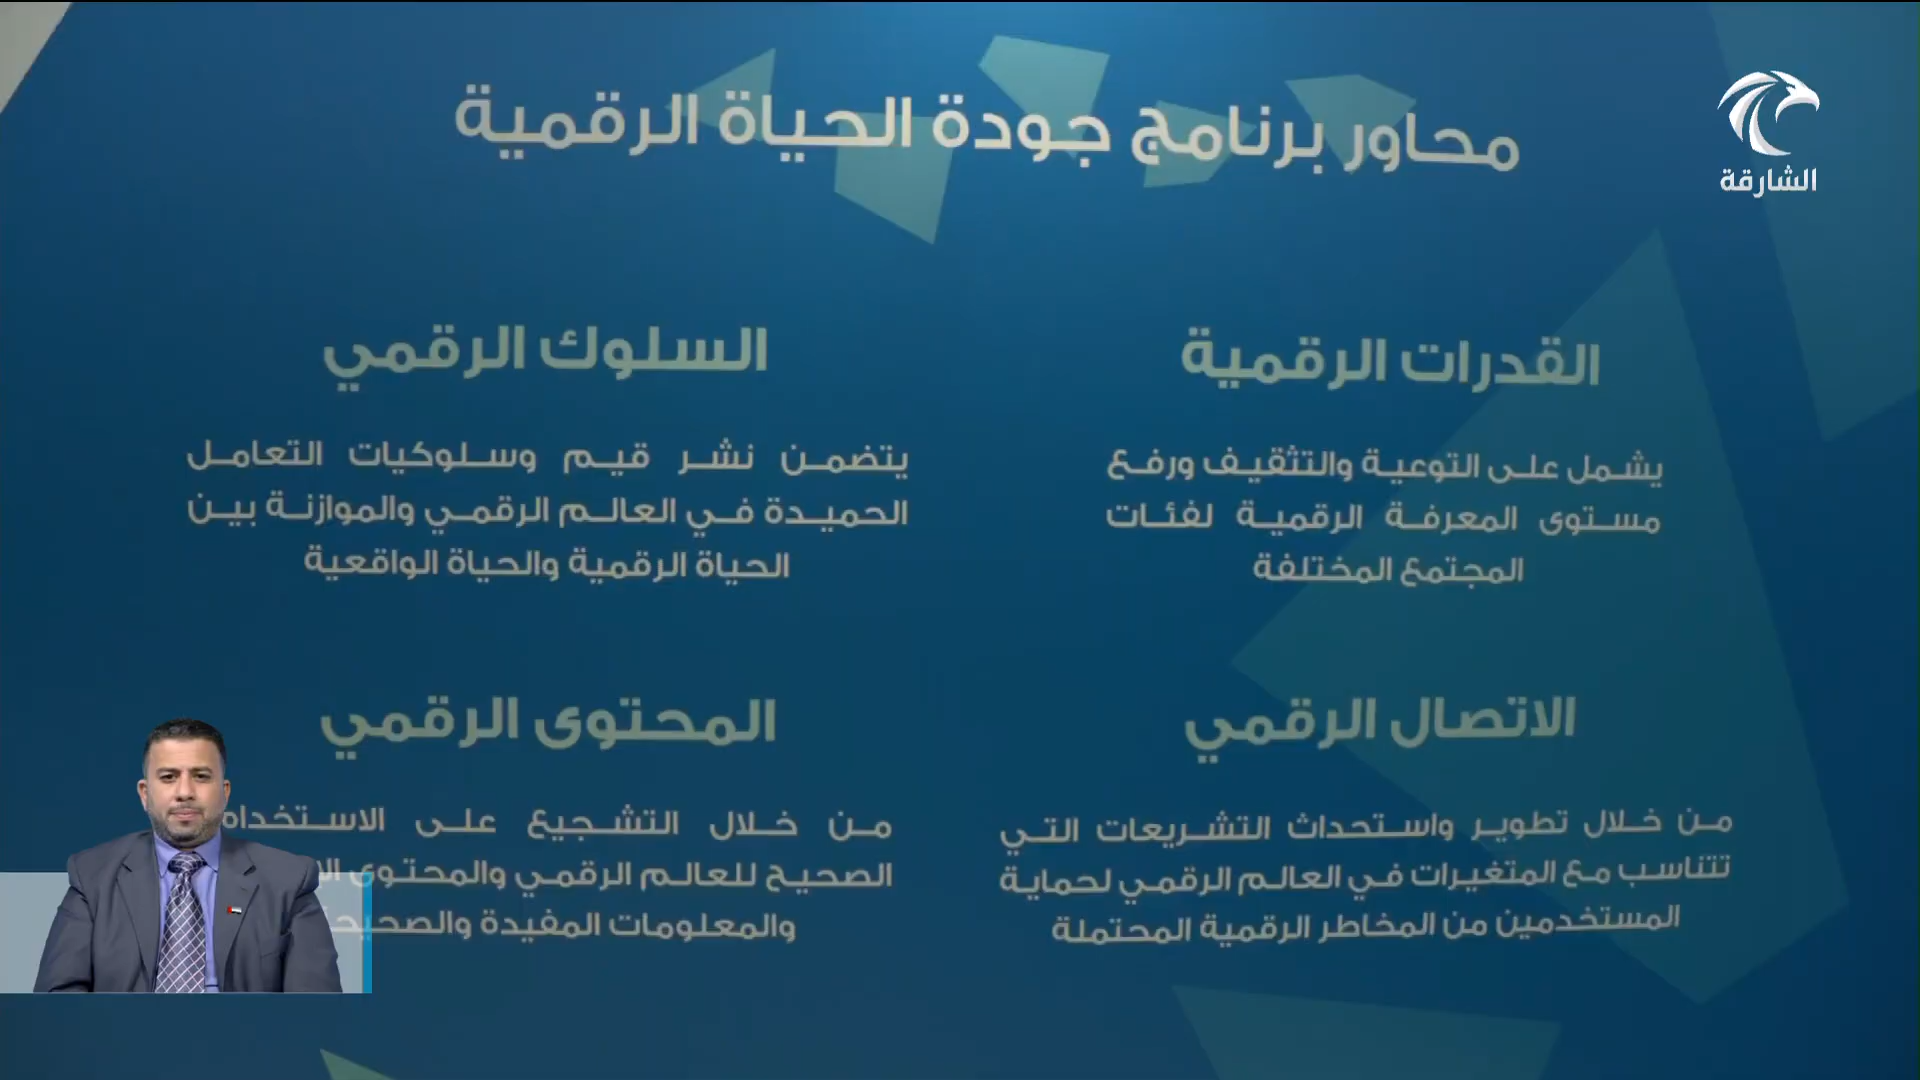 محاور برنامج جودة الحياة الرقمية
الشارقة
القدرات الرقمية
يشمل على التوعية والتثقيف ورفع
مستوى المعرفة الرقمية لفئات
المجتمع المختلفة
السلوك الرقمي
يتضمن نشر قيم وسلوكيات التعامل
الحميدة في العالم الرقمي والموازنة بين
الحياة الرقمية والحياة الواقعية
الاتصال الرقمي
من خلال تطوير واستحداث التشريعات التي
تتناسب مع المتغيرات في العالم الرقمي لحماية
المستخدمين من المخاطر الرقمية المحتملة
المحتوى الرقمي
من خلال التشجيع على
الصحيح للعالم الرقمي والمحتوى
والمعلومات المفيدة